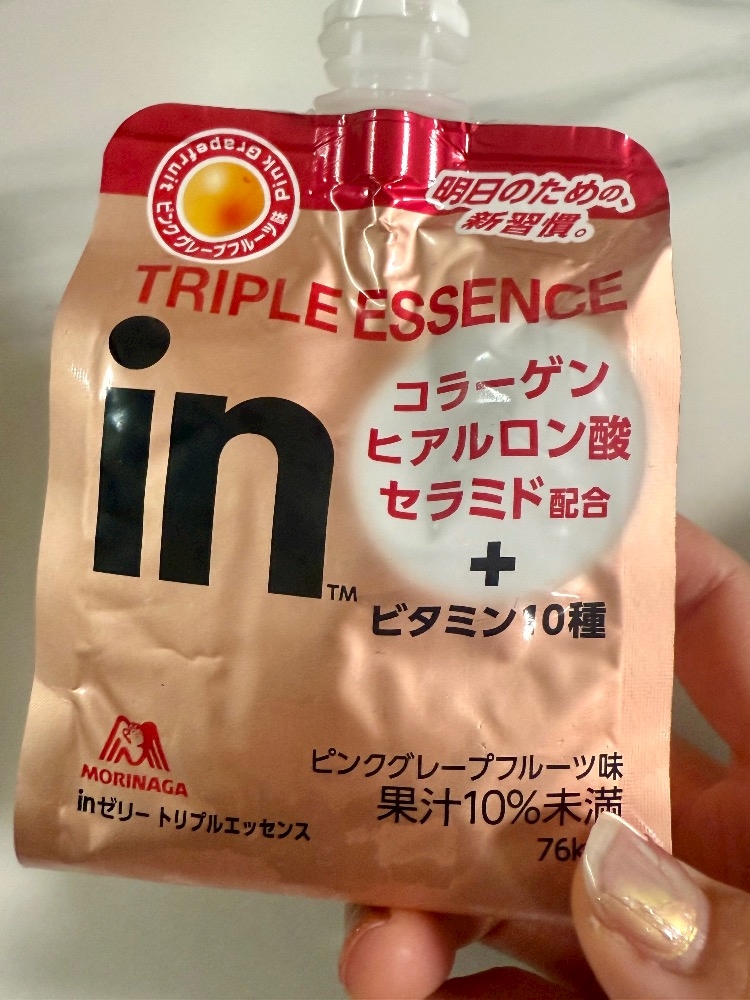 Pink Grapefruit
ピンクグレープフルーツ味
明日のための、
新習慣。
TRIPLE ESSENCE
in
TM
コラーゲン
ヒアルロン酸
セラミド配合
+
ビタミン10種
MORINAGA
inゼリー トリプルエッセンス
ピンクグレープフルーツ味
果汁10%未満